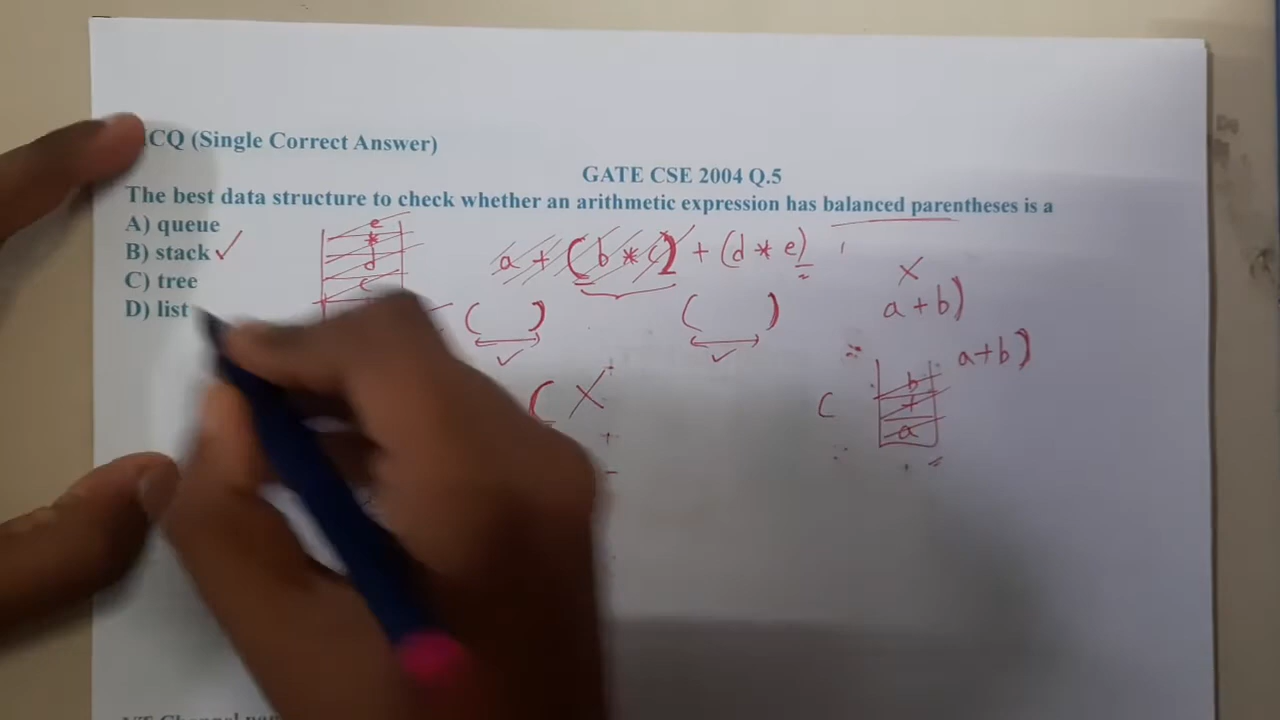 CQ (Single Correct Answer)
GATE CSE 2004 Q.5
The best data structure to check whether an arithmetic expression has balanced parentheses is a
A) queue
B) stack ✓
C) tree
D) list
e
*
d
c
a + (b * c) + (d * e)
( ) ( )
✓ ✓
X
a + b)
a + b)
( X
C
b
+
a